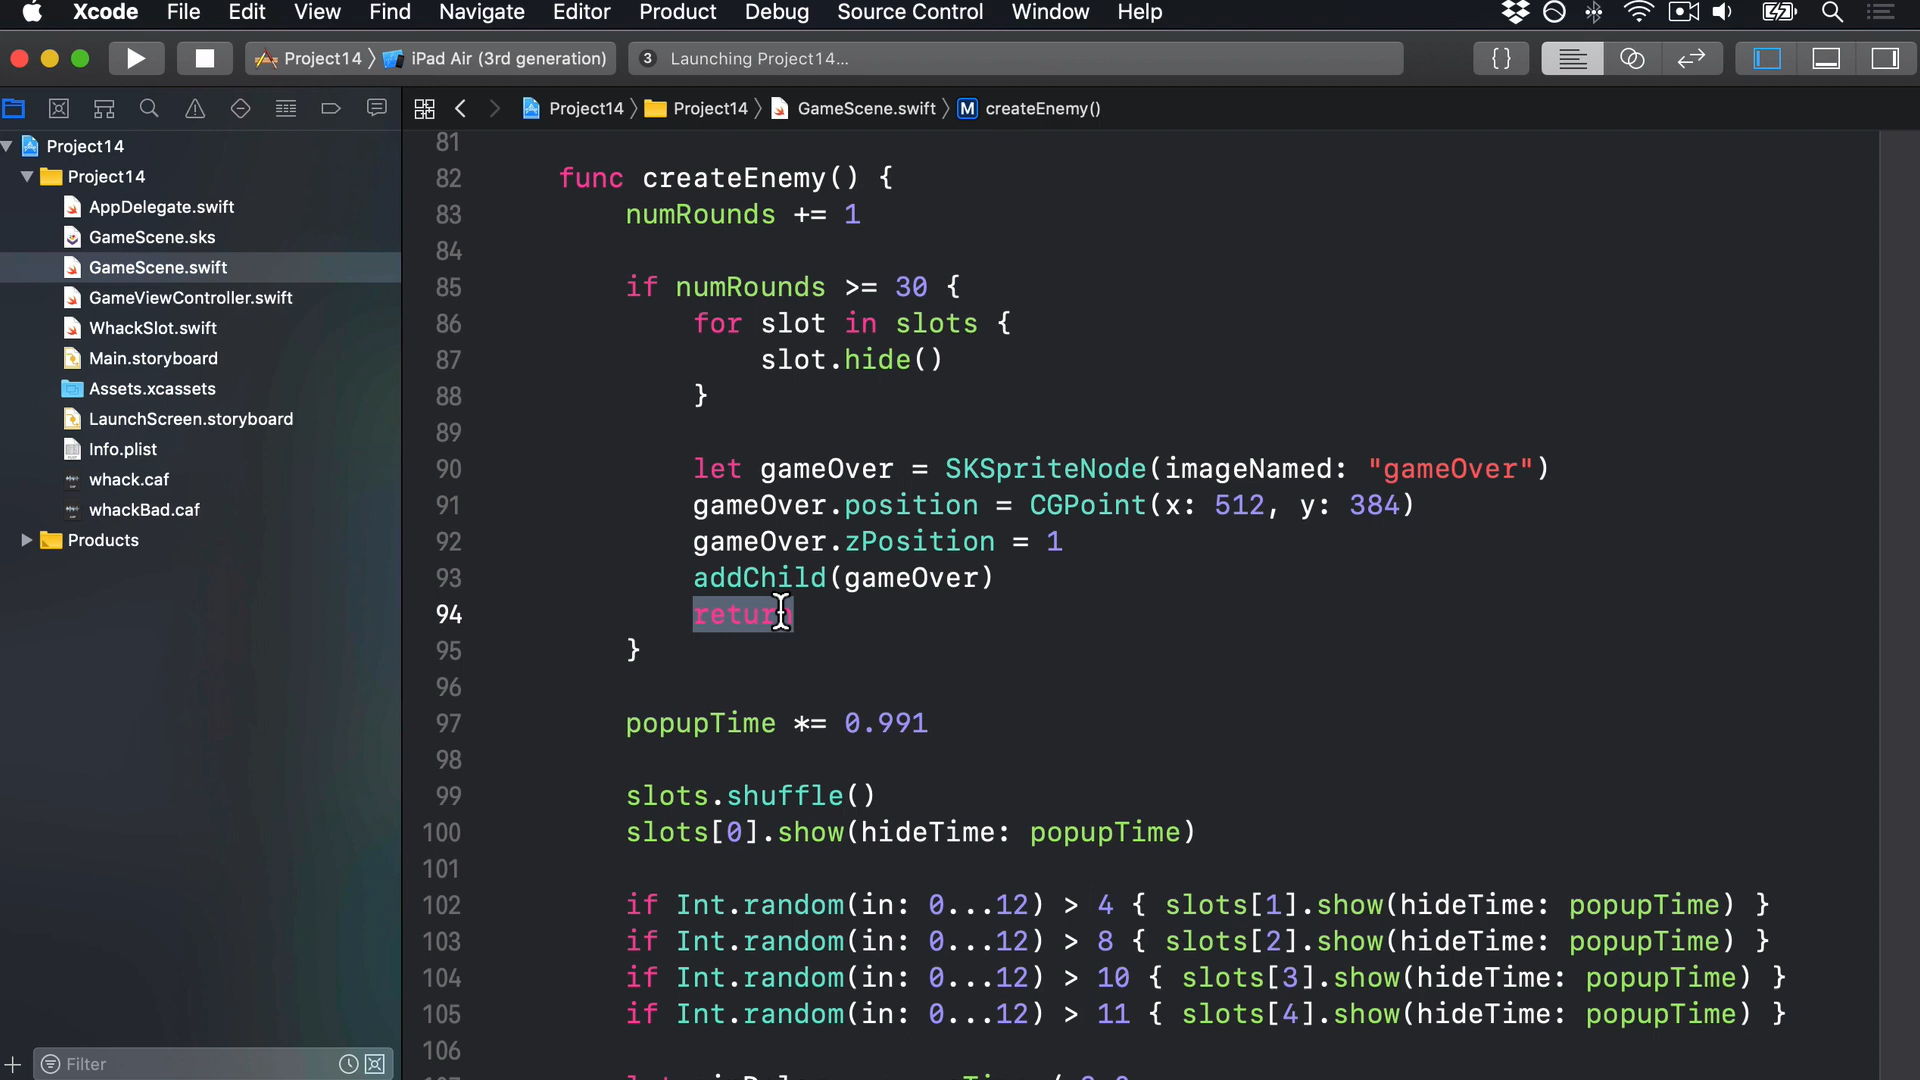 Xcode File Edit View Find Navigate Editor Product Debug Source Control Window Help
Project14 iPad Air (3rd generation) 3 Launching Project14...
Project14 Project14 GameScene.swift M createEnemy()
Project14
Project14
AppDelegate.swift
GameScene.sks
GameScene.swift
GameViewController.swift
WhackSlot.swift
Main.storyboard
Assets.xcassets
LaunchScreen.storyboard
Info.plist
whack.caf
whackBad.caf
Products
Filter
81
82 func createEnemy() {
83 numRounds += 1
84
85 if numRounds >= 30 {
86 for slot in slots {
87 slot.hide()
88 }
89
90 let gameOver = SKSpriteNode(imageNamed: "gameOver")
91 gameOver.position = CGPoint(x: 512, y: 384)
92 gameOver.zPosition = 1
93 addChild(gameOver)
94 return
95 }
96
97 popupTime *= 0.991
98
99 slots.shuffle()
100 slots[0].show(hideTime: popupTime)
101
102 if Int.random(in: 0...12) > 4 { slots[1].show(hideTime: popupTime) }
103 if Int.random(in: 0...12) > 8 { slots[2].show(hideTime: popupTime) }
104 if Int.random(in: 0...12) > 10 { slots[3].show(hideTime: popupTime) }
105 if Int.random(in: 0...12) > 11 { slots[4].show(hideTime: popupTime) }
106